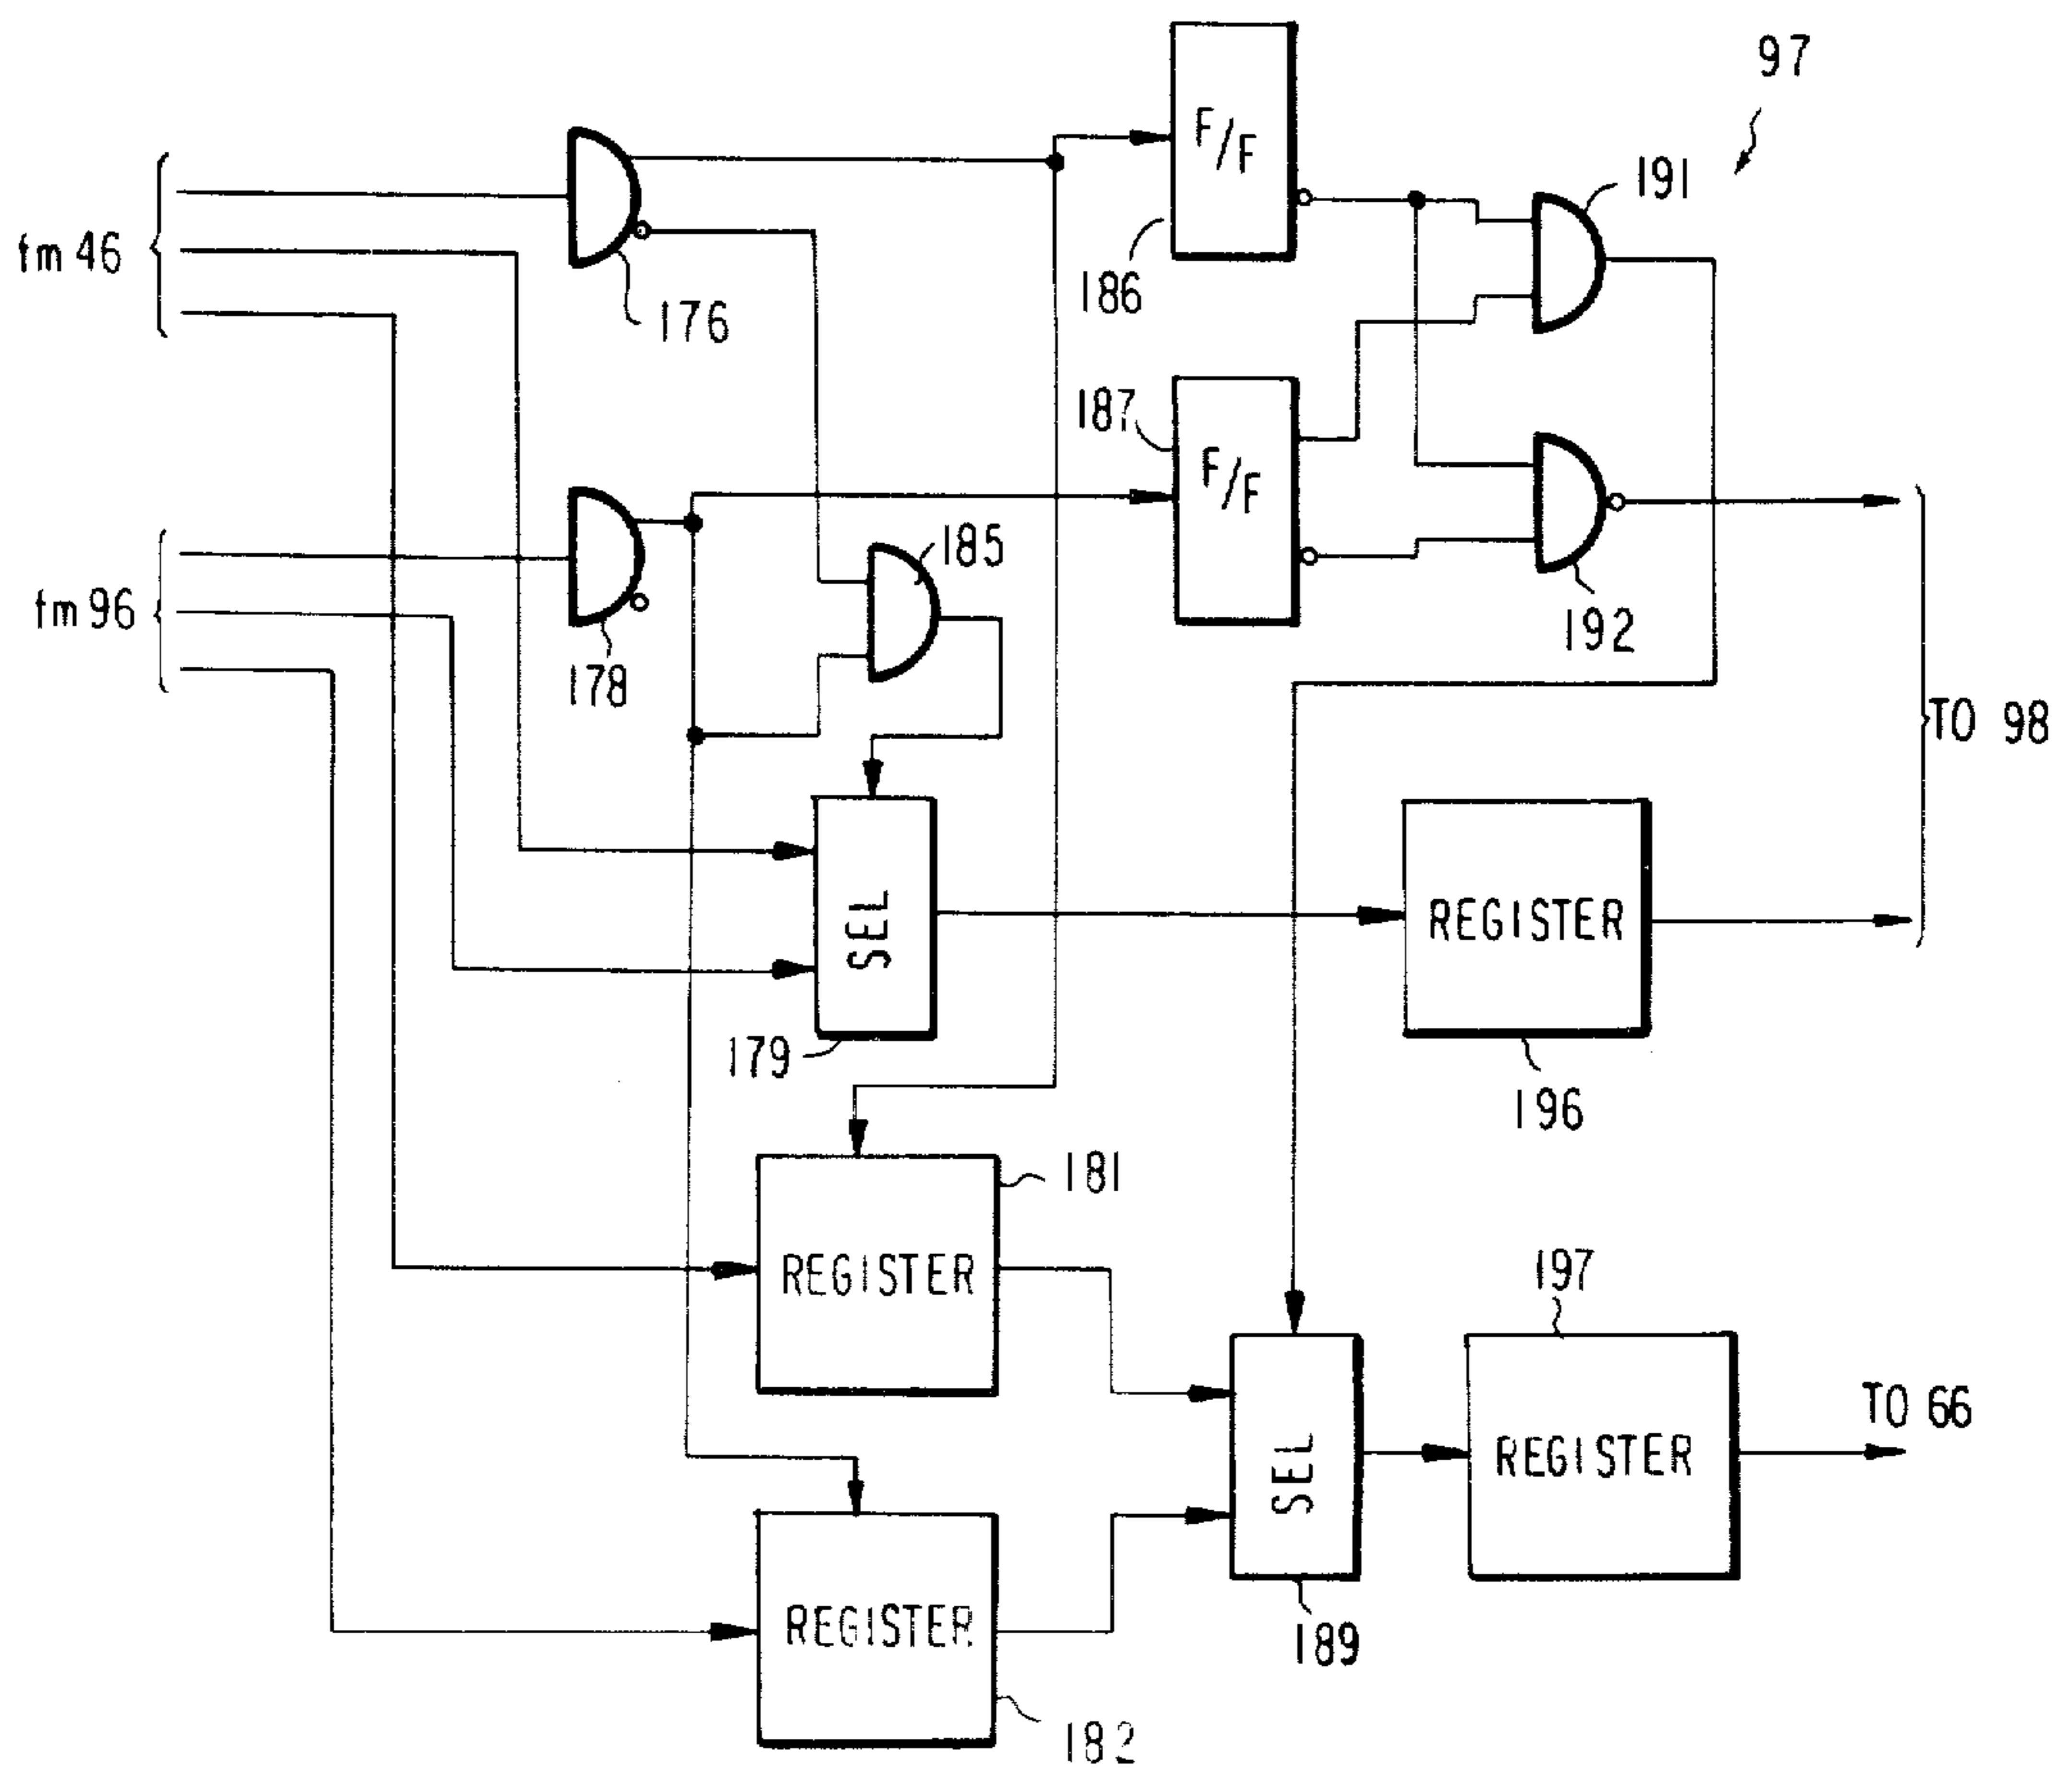 97
F/F
191
fm 46
186
176
187
F/F
185
fm 96
192
178
TO 98
SEL
REGISTER
179
196
181
REGISTER
197
TO 66
SEL
REGISTER
REGISTER
189
182